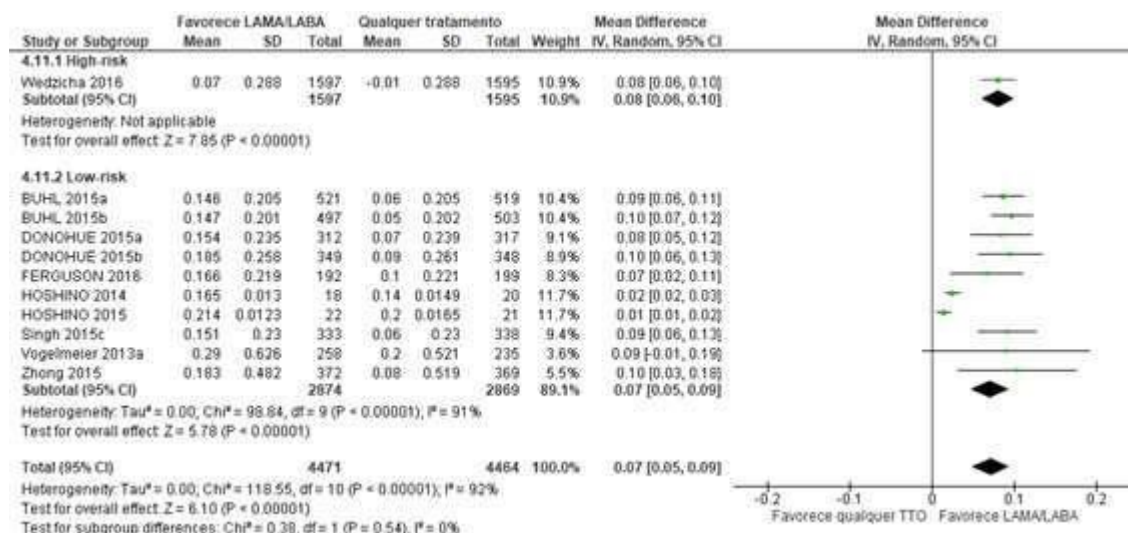 Favorece LAMA/LABA Qualquer tratamento Mean Difference Mean Difference
Study or Subgroup Mean SD Total Mean SD Total Weight IV, Random, 95% CI IV, Random, 95% CI
4.11.1 High-risk
Wedzicha 2016 0.07 0.288 1597 -0.01 0.288 1595 10.9% 0.08 [0.06, 0.10]
Subtotal (95% CI) 1597 1595 10.9% 0.08 [0.06, 0.10]
Heterogeneity: Not applicable
Test for overall effect: Z = 7.85 (P < 0.00001)
4.11.2 Low-risk
BUHL 2015a 0.146 0.205 521 0.06 0.205 519 10.4% 0.09 [0.06, 0.11]
BUHL 2015b 0.147 0.201 497 0.05 0.202 503 10.4% 0.10 [0.07, 0.12]
DONOHUE 2015a 0.154 0.235 312 0.07 0.239 317 9.1% 0.08 [0.05, 0.12]
DONOHUE 2015b 0.185 0.258 349 0.09 0.261 348 8.9% 0.10 [0.06, 0.13]
FERGUSON 2016 0.166 0.219 192 0.1 0.221 199 8.3% 0.07 [0.02, 0.11]
HOSHINO 2014 0.165 0.013 18 0.14 0.0149 20 11.7% 0.02 [0.02, 0.03]
HOSHINO 2015 0.214 0.0123 22 0.2 0.0165 21 11.7% 0.01 [0.01, 0.02]
Singh 2015c 0.151 0.23 333 0.06 0.23 338 9.4% 0.09 [0.06, 0.13]
Vogelmeier 2013a 0.29 0.626 258 0.2 0.521 235 3.6% 0.09 [-0.01, 0.19]
Zhong 2015 0.183 0.482 372 0.08 0.519 369 5.5% 0.10 [0.03, 0.18]
Subtotal (95% CI) 2874 2869 89.1% 0.07 [0.05, 0.09]
Heterogeneity: Tau² = 0.00; Chi² = 98.84, df = 9 (P < 0.00001); I² = 91%
Test for overall effect: Z = 5.78 (P < 0.00001)
Total (95% CI) 4471 4464 100.0% 0.07 [0.05, 0.09]
Heterogeneity: Tau² = 0.00; Chi² = 118.55, df = 10 (P < 0.00001); I² = 92%
Test for overall effect: Z = 6.10 (P < 0.00001)
Test for subgroup differences: Chi² = 0.38, df = 1 (P = 0.54), I² = 0%
-0.2 -0.1 0 0.1 0.2
Favorece qualquer TTO Favorece LAMA/LABA